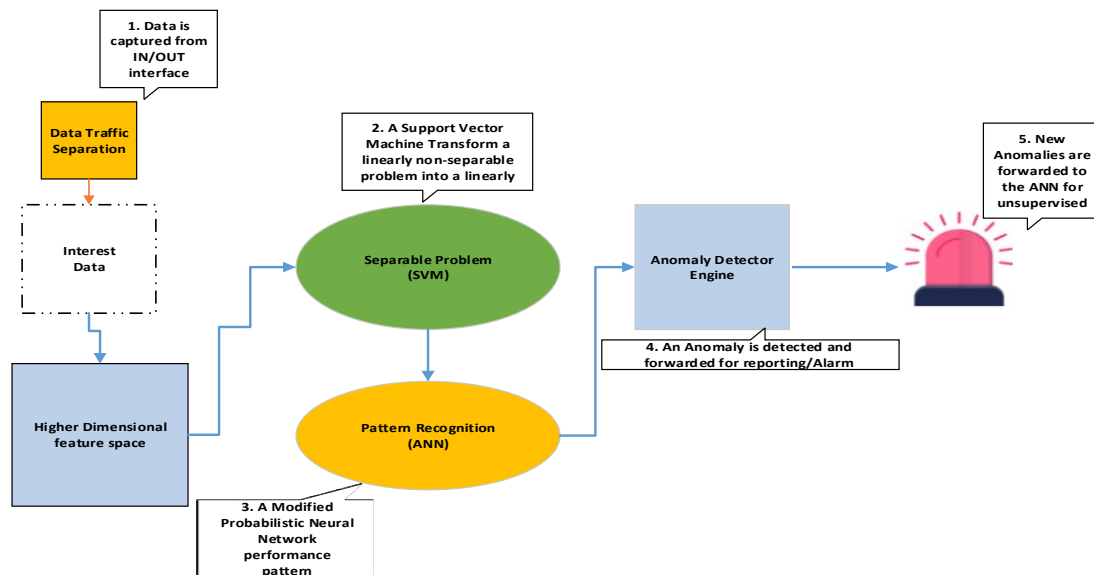 1. Data is
captured from
IN/OUT
interface
Data Traffic
Separation
Interest
Data
Higher Dimensional
feature space
2. A Support Vector
Machine Transform a
linearly non-separable
problem into a linearly
Separable Problem
(SVM)
Pattern Recognition
(ANN)
3. A Modified
Probabilistic Neural
Network
performance
pattern
Anomaly Detector
Engine
4. An Anomaly is detected and
forwarded for reporting/Alarm
5. New
Anomalies are
forwarded to
the ANN for
unsupervised